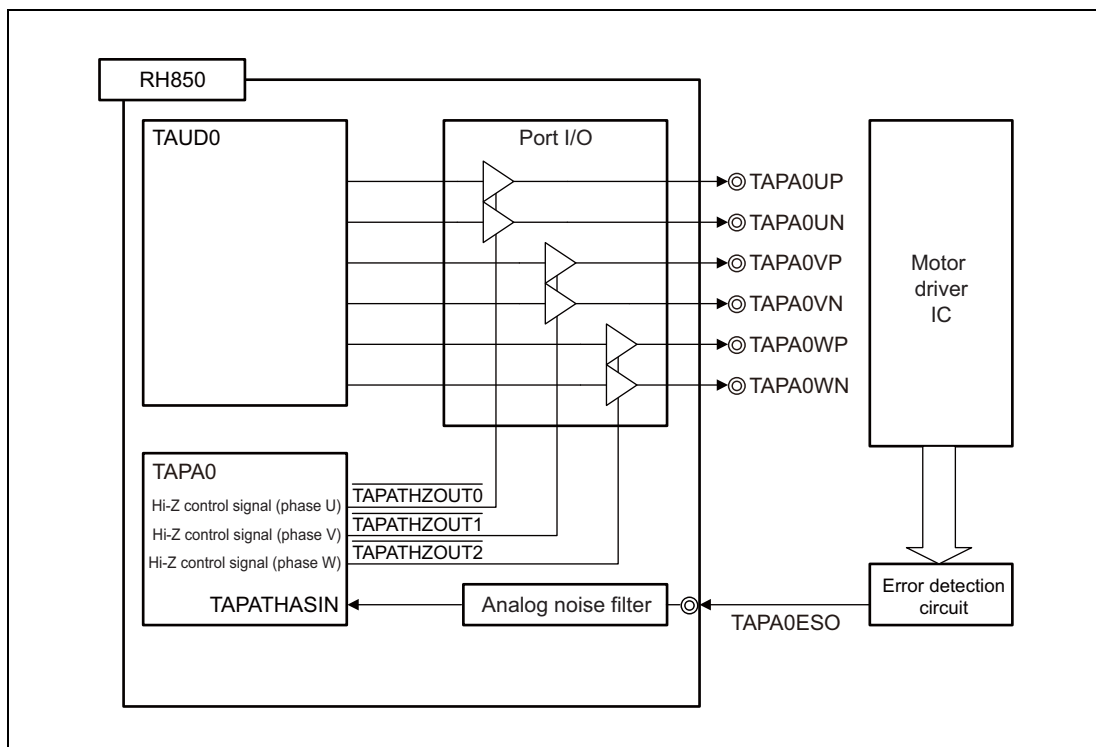 RH850
TAUD0
Port I/O
TAPA0UP
TAPA0UN
TAPA0VP
TAPA0VN
TAPA0WP
TAPA0WN
Motor
driver
IC
TAPA0
Hi-Z control signal (phase U)
TAPATHZOUT0
Hi-Z control signal (phase V)
TAPATHZOUT1
Hi-Z control signal (phase W)
TAPATHZOUT2
TAPATHASIN
Analog noise filter
TAPA0ESO
Error detection
circuit